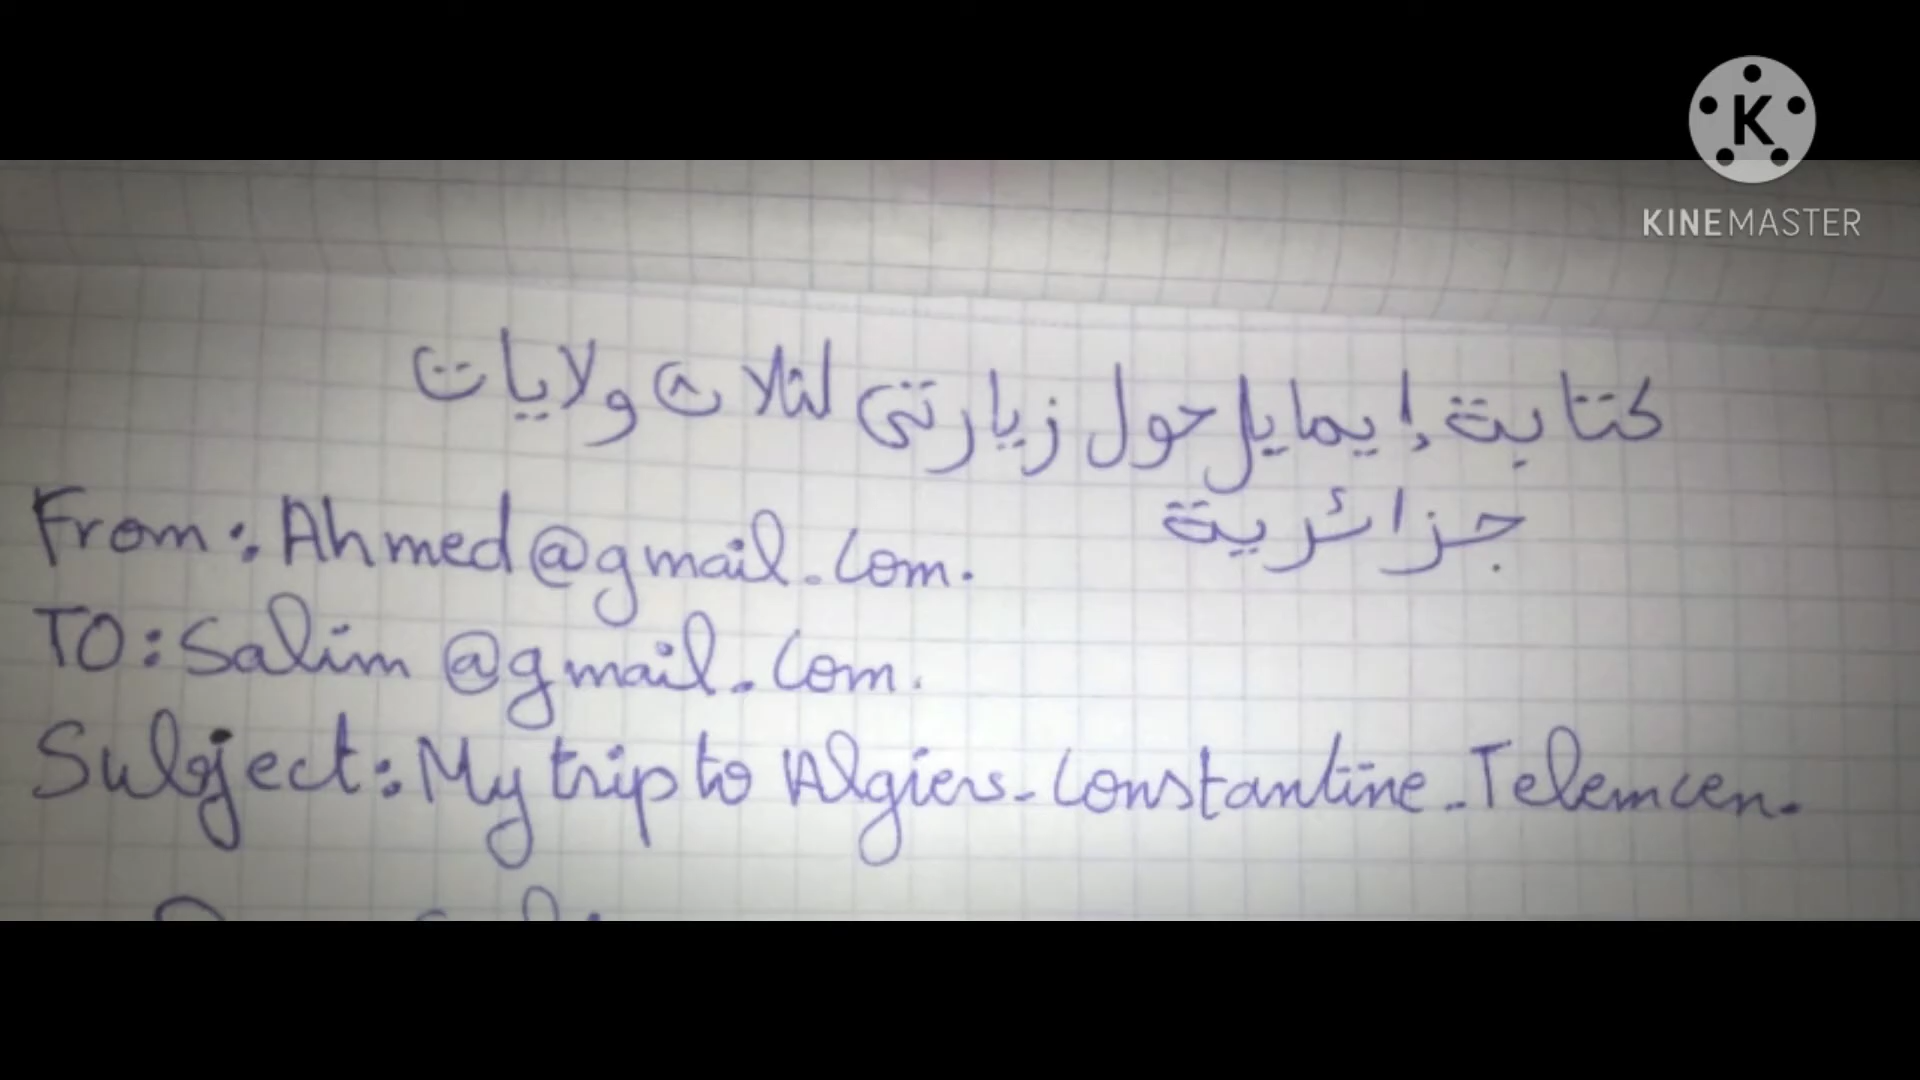 K
KINEMASTER
كتابة إيمايل حول زيارتي لثلاث ولايات
جزائرية
From: Ahmed@gmail.com.
TO: Salim @gmail.com.
Subject: My trip to Algiers-Constantine-Telemcen.